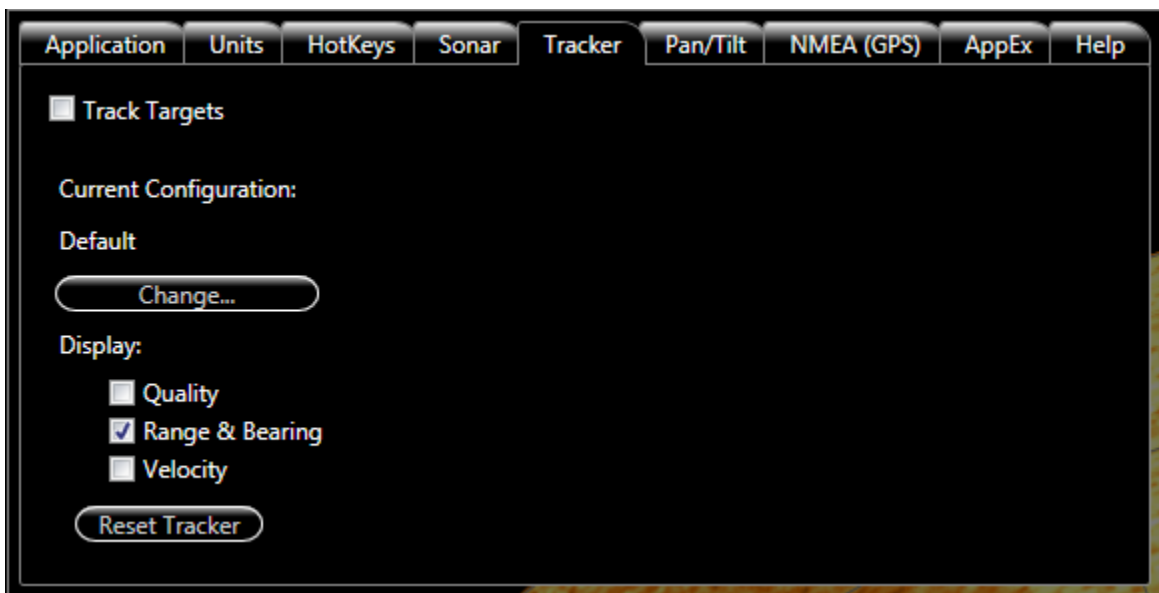 Application Units HotKeys Sonar Tracker Pan/Tilt NMEA (GPS) AppEx Help
Track Targets
Current Configuration:
Default
Change...
Display:
Quality
Range & Bearing
Velocity
Reset Tracker